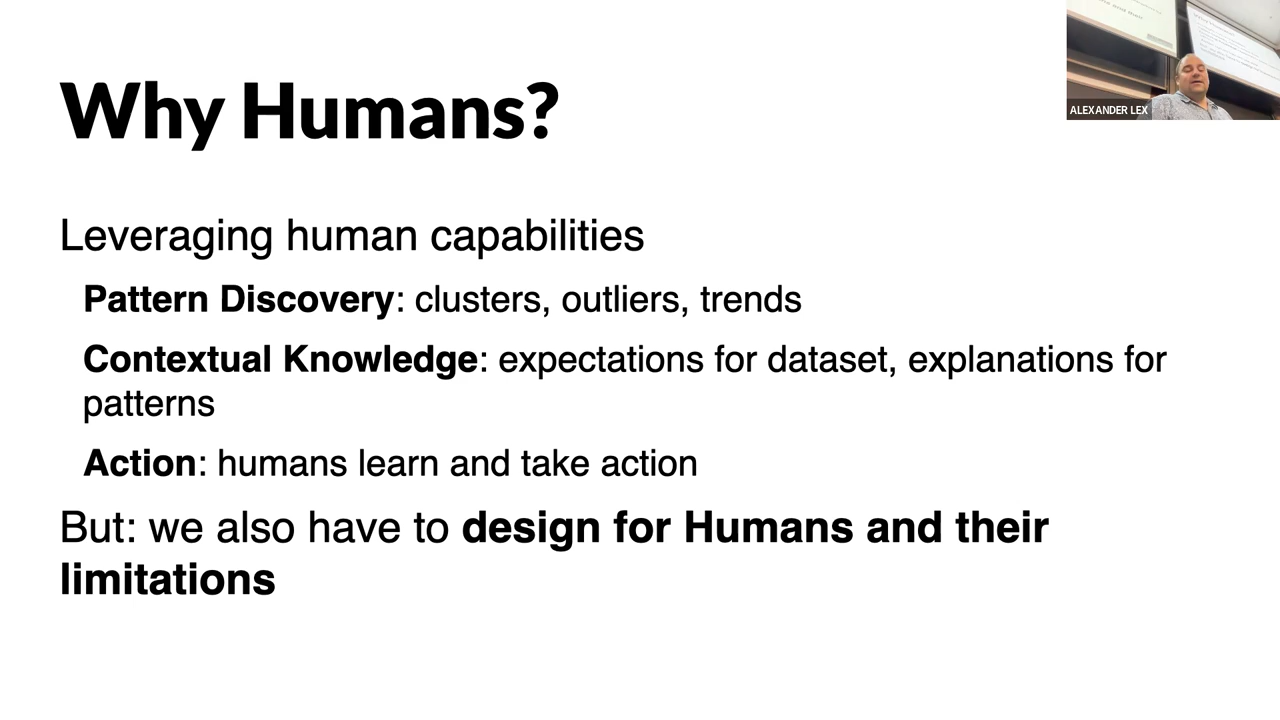 Why Humans?
ALEXANDER LEX
Leveraging human capabilities
Pattern Discovery: clusters, outliers, trends
Contextual Knowledge: expectations for dataset, explanations for
patterns
Action: humans learn and take action
But: we also have to design for Humans and their
limitations